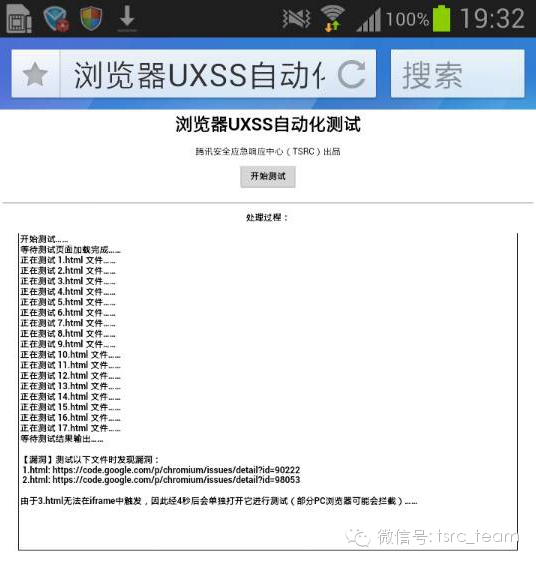 100% 19:32
浏览器UXSS自动化 搜索
浏览器UXSS自动化测试
腾讯安全应急响应中心（TSRC）出品
开始测试
处理过程：
开始测试……
等待测试页面加载完成……
正在测试 1.html 文件……
正在测试 2.html 文件……
正在测试 3.html 文件……
正在测试 4.html 文件……
正在测试 5.html 文件……
正在测试 6.html 文件……
正在测试 7.html 文件……
正在测试 8.html 文件……
正在测试 9.html 文件……
正在测试 10.html 文件……
正在测试 11.html 文件……
正在测试 12.html 文件……
正在测试 13.html 文件……
正在测试 14.html 文件……
正在测试 15.html 文件……
正在测试 16.html 文件……
正在测试 17.html 文件……
等待测试结果输出……
【漏洞】测试以下文件时发现漏洞：
1.html: https://code.google.com/p/chromium/issues/detail?id=90222
2.html: https://code.google.com/p/chromium/issues/detail?id=98053
由于3.html无法在iframe中触发，因此经4秒后会单独打开它进行测试（部分PC浏览器可能会拦截）……
微信号: tsrc_team